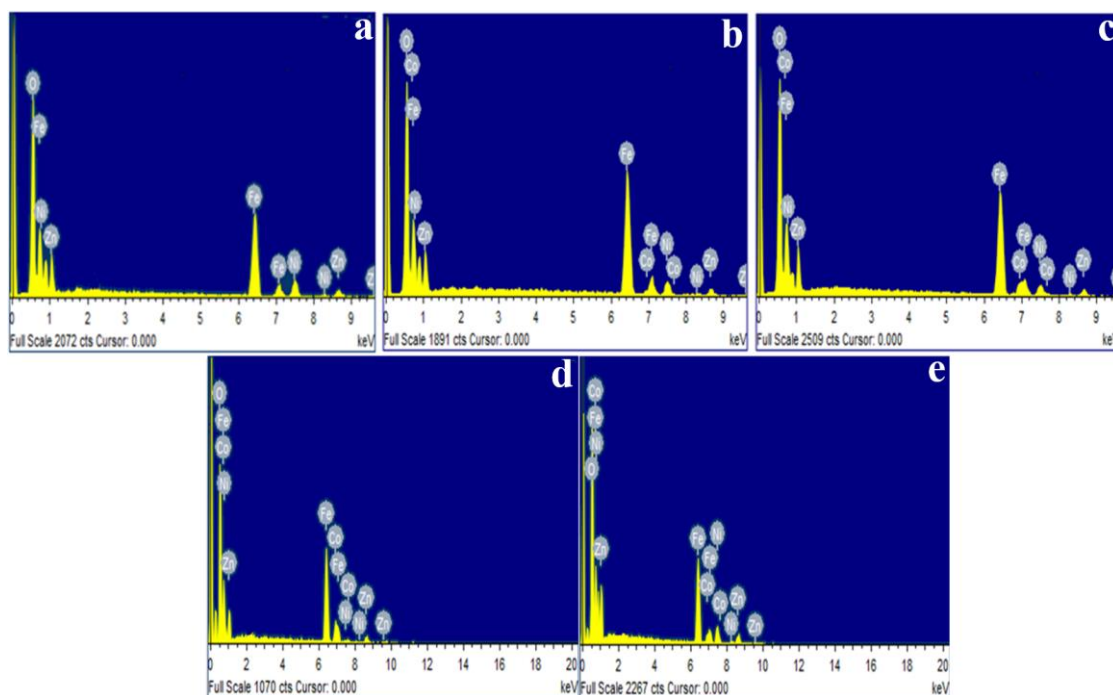 a
O
Fe
Ni
Zn
Fe
Fe
Ni
Ni
Zn
0 1 2 3 4 5 6 7 8 9
Full Scale 2072 cts Cursor: 0.000 keV
b
O
Co
Fe
Ni
Zn
Fe
Co
Fe
Ni
Co
Ni
Zn
0 1 2 3 4 5 6 7 8 9
Full Scale 1891 cts Cursor: 0.000 keV
c
O
Co
Fe
Ni
Zn
Fe
Co
Fe
Ni
Co
Ni
Zn
0 1 2 3 4 5 6 7 8 9
Full Scale 2509 cts Cursor: 0.000
d
O
Fe
Co
Ni
Zn
Fe
Co
Fe
Co
Ni
Ni
Zn
Zn
0 2 4 6 8 10 12 14 16 18 20
Full Scale 1070 cts Cursor: 0.000 keV
e
Co
Fe
Ni
O
Zn
Fe
Ni
Fe
Co
Co
Zn
Ni
Zn
0 2 4 6 8 10 12 14 16 18 20
Full Scale 2267 cts Cursor: 0.000 keV